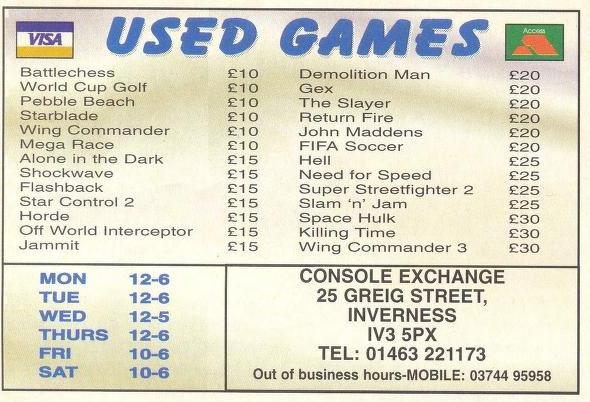 VISA
USED GAMES
Access
Battlechess £10
World Cup Golf £10
Pebble Beach £10
Starblade £10
Wing Commander £10
Mega Race £10
Alone in the Dark £15
Shockwave £15
Flashback £15
Star Control 2 £15
Horde £15
Off World Interceptor £15
Jammit £15
Demolition Man £20
Gex £20
The Slayer £20
Return Fire £20
John Maddens £20
FIFA Soccer £20
Hell £25
Need for Speed £25
Super Streetfighter 2 £25
Slam 'n' Jam £25
Space Hulk £30
Killing Time £30
Wing Commander 3 £30
MON 12-6
TUE 12-6
WED 12-5
THURS 12-6
FRI 10-6
SAT 10-6
CONSOLE EXCHANGE
25 GREIG STREET,
INVERNESS
IV3 5PX
TEL: 01463 221173
Out of business hours-MOBILE: 03744 95958